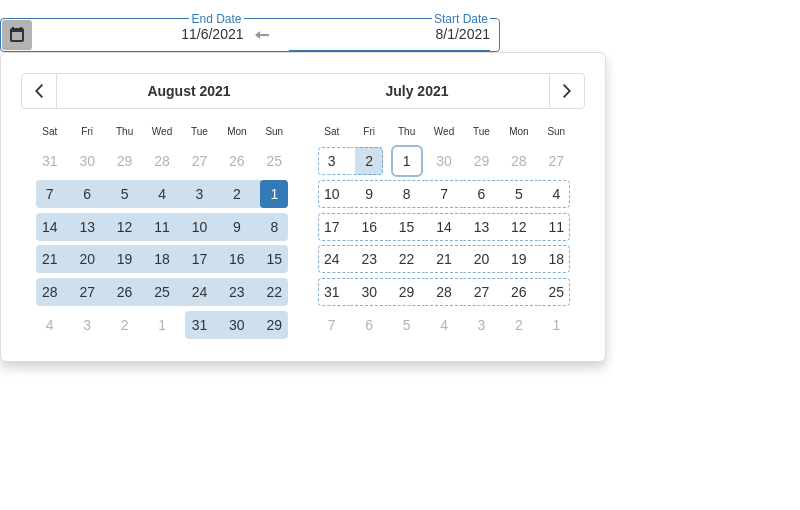 End Date Start Date
11/6/2021 8/1/2021
August 2021 July 2021
Sat Fri Thu Wed Tue Mon Sun Sat Fri Thu Wed Tue Mon Sun
31 30 29 28 27 26 25 3 2 1 30 29 28 27
7 6 5 4 3 2 1 10 9 8 7 6 5 4
14 13 12 11 10 9 8 17 16 15 14 13 12 11
21 20 19 18 17 16 15 24 23 22 21 20 19 18
28 27 26 25 24 23 22 31 30 29 28 27 26 25
4 3 2 1 31 30 29 7 6 5 4 3 2 1